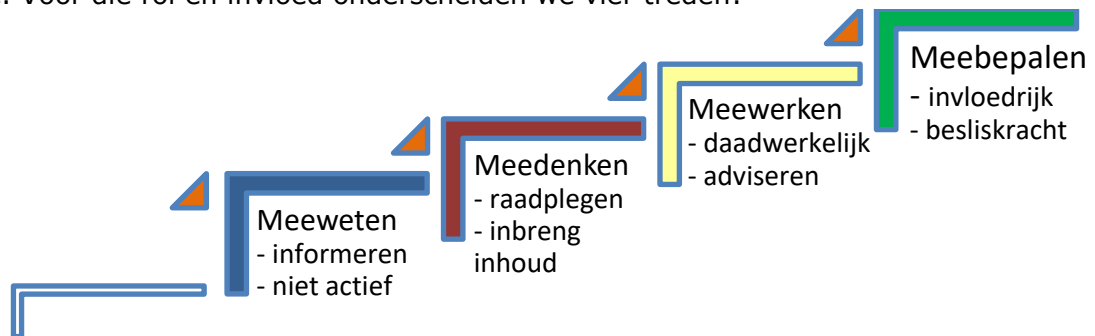 Voor die rol en invloed onderscheiden we vier treden:
Meeweten
- informeren
- niet actief
Meedenken
- raadplegen
- inbreng
inhoud
Meewerken
- daadwerkelijk
- adviseren
Meebepalen
- invloedrijk
- besliskracht